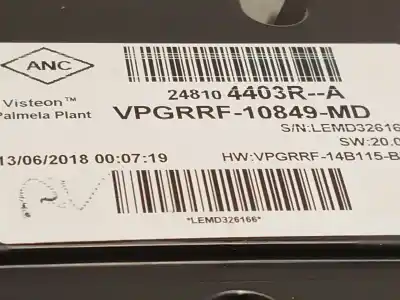 ANC
24810 4403R--A
Visteon™
Palmela Plant
VPGRRF-10849-MD
S/N:LEMD32616
SW:20.0
13/06/2018 00:07:19
HW:VPGRRF-14B115-B
*LEMD326166*